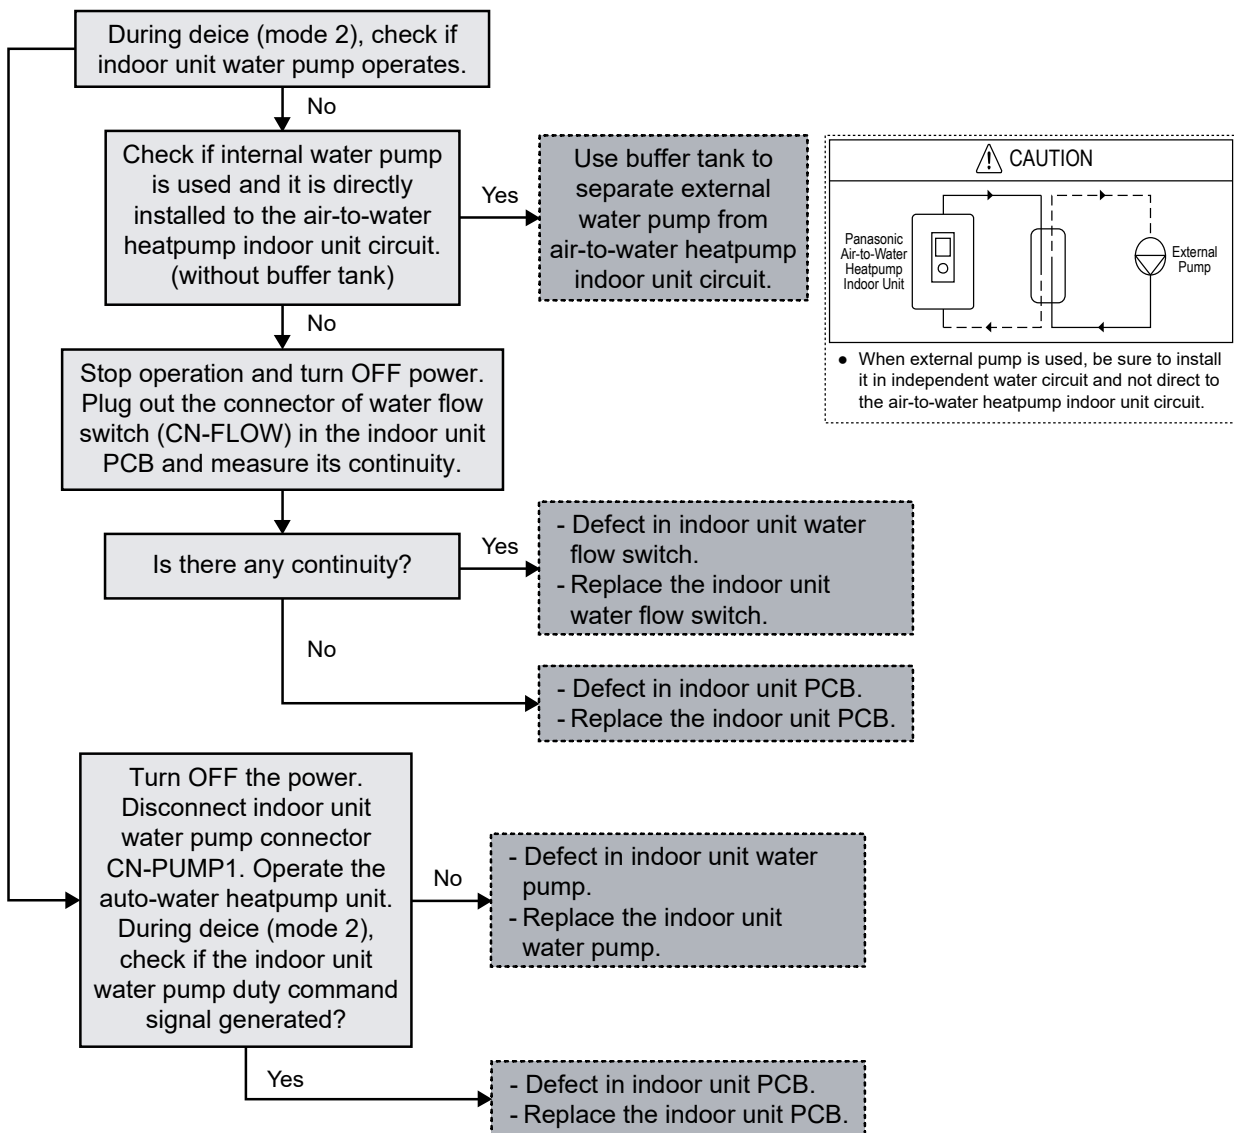 During deice (mode 2), check if
indoor unit water pump operates.
No
Check if internal water pump
is used and it is directly
installed to the air-to-water
heatpump indoor unit circuit.
(without buffer tank)
Yes
Use buffer tank to
separate external
water pump from
air-to-water heatpump
indoor unit circuit.
CAUTION
Panasonic
Air-to-Water
Heatpump
Indoor Unit
External
Pump
● When external pump is used, be sure to install
it in independent water circuit and not direct to
the air-to-water heatpump indoor unit circuit.
No
Stop operation and turn OFF power.
Plug out the connector of water flow
switch (CN-FLOW) in the indoor unit
PCB and measure its continuity.
Is there any continuity?
Yes
- Defect in indoor unit water
flow switch.
- Replace the indoor unit
water flow switch.
No
- Defect in indoor unit PCB.
- Replace the indoor unit PCB.
Turn OFF the power.
Disconnect indoor unit
water pump connector
CN-PUMP1. Operate the
auto-water heatpump unit.
During deice (mode 2),
check if the indoor unit
water pump duty command
signal generated?
No
- Defect in indoor unit water
pump.
- Replace the indoor unit
water pump.
Yes
- Defect in indoor unit PCB.
- Replace the indoor unit PCB.